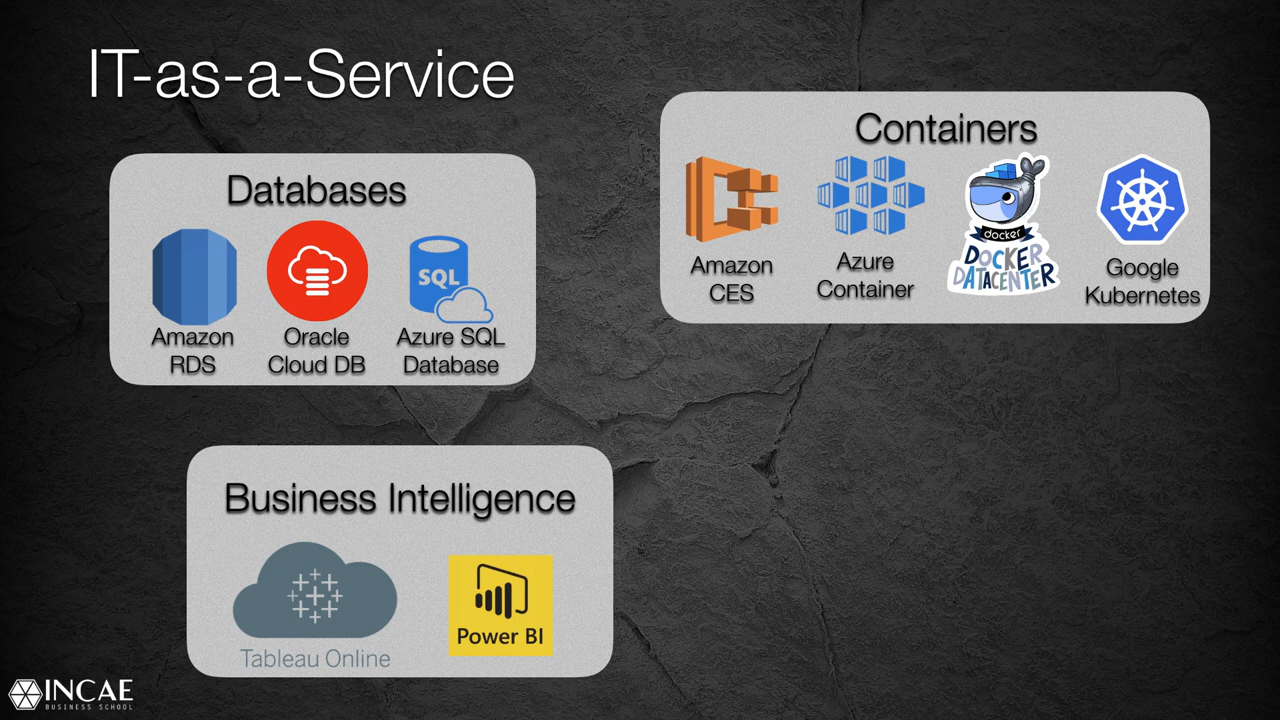 IT-as-a-Service
Databases
SQL
Amazon
RDS
Oracle
Cloud DB
Azure SQL
Database
Containers
Amazon
CES
Azure
Container
docker
DOCKER
DATACENTER
Google
Kubernetes
Business Intelligence
Tableau Online
Power BI
INCAE
BUSINESS SCHOOL